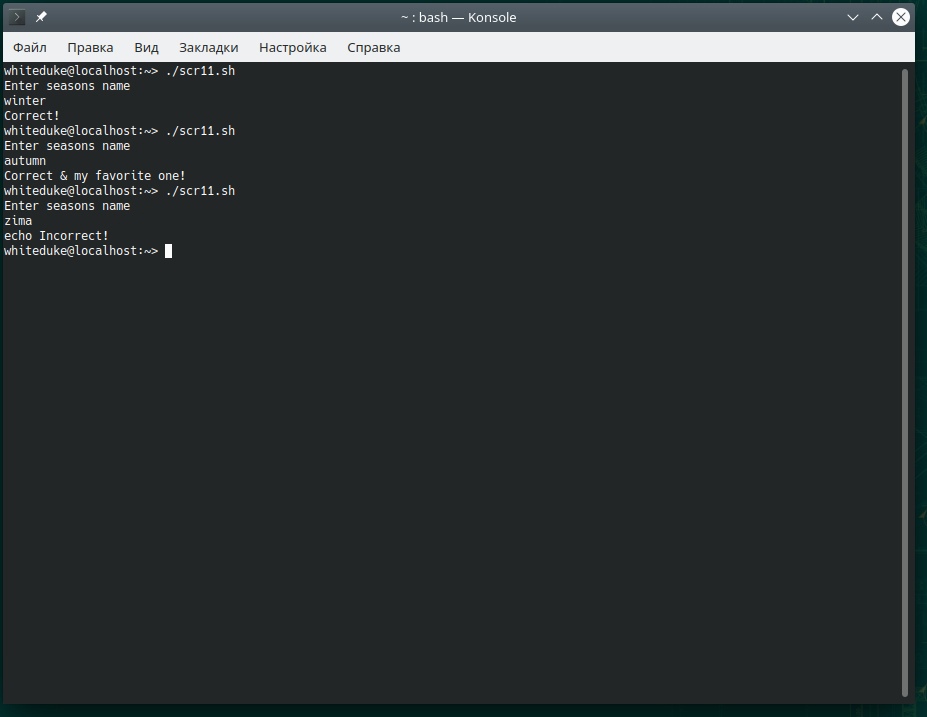 ~ : bash — Konsole
Файл Правка Вид Закладки Настройка Справка
whiteduke@localhost:~> ./scr11.sh
Enter seasons name
winter
Correct!
whiteduke@localhost:~> ./scr11.sh
Enter seasons name
autumn
Correct & my favorite one!
whiteduke@localhost:~> ./scr11.sh
Enter seasons name
zima
echo Incorrect!
whiteduke@localhost:~>